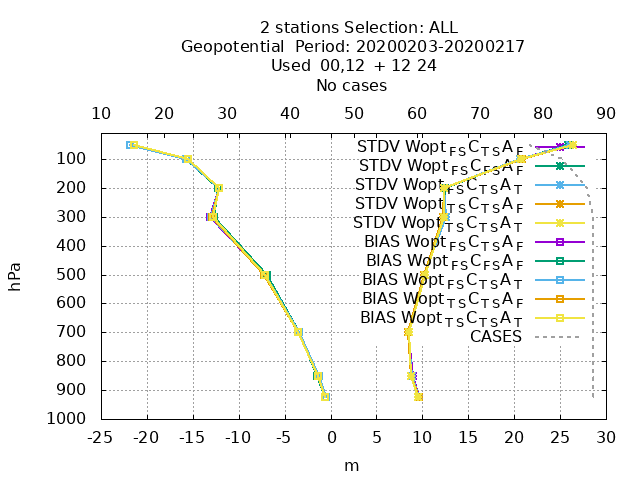 2 stations Selection: ALL
Geopotential  Period: 20200203-20200217
Used  00,12  + 12 24
No cases
10 20 30 40 50 60 70 80 90
STDV Wopt FS C TS A F
STDV Wopt FS C FS A F
STDV Wopt FS C TS A T
STDV Wopt TS C TS A F
STDV Wopt TS C TS A T
BIAS Wopt FS C TS A F
BIAS Wopt FS C FS A F
BIAS Wopt FS C TS A T
BIAS Wopt TS C TS A F
BIAS Wopt TS C TS A T
CASES
100
200
300
400
500
600
700
800
900
1000
hPa
-25 -20 -15 -10 -5 0 5 10 15 20 25 30
m